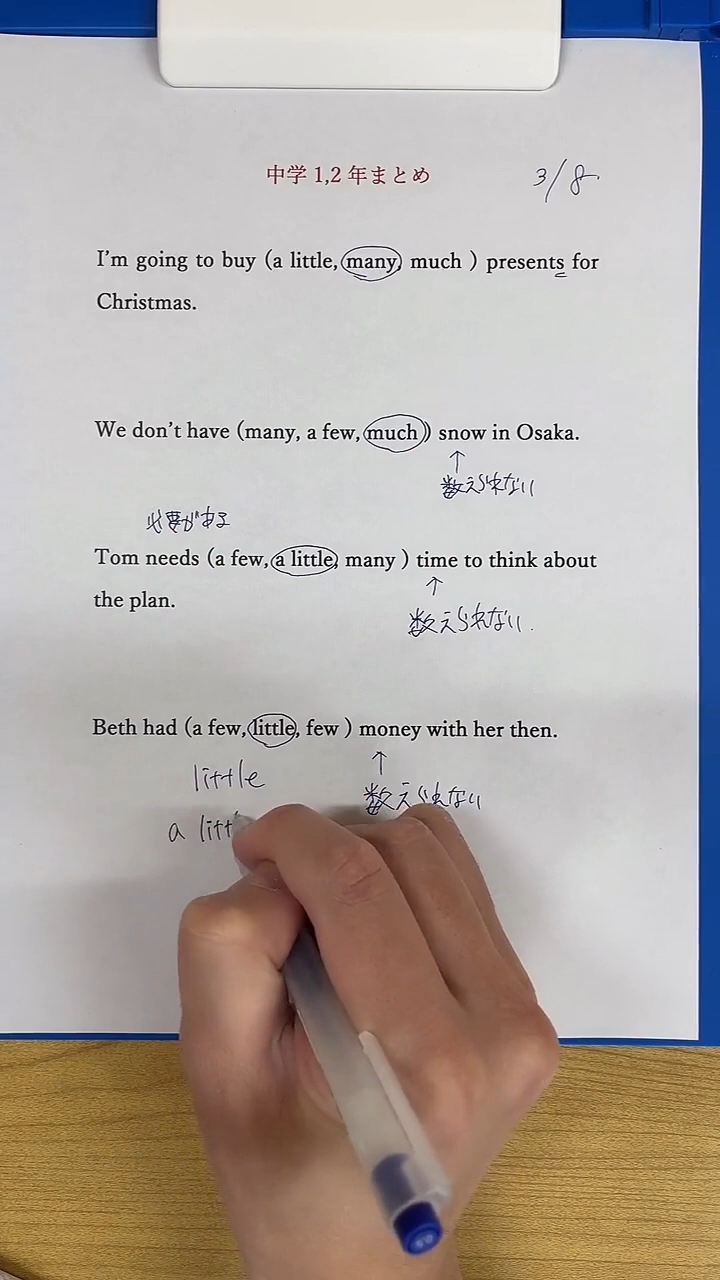 中学 1,2 年まとめ 3/8.
I'm going to buy (a little, many, much ) presents for
Christmas.
We don't have (many, a few, much ) snow in Osaka.
↑
数えられない
必要がある
Tom needs (a few, a little, many ) time to think about
↑
the plan.
数えられない.
Beth had (a few, little, few ) money with her then.
↑
little
数えられない
a litt